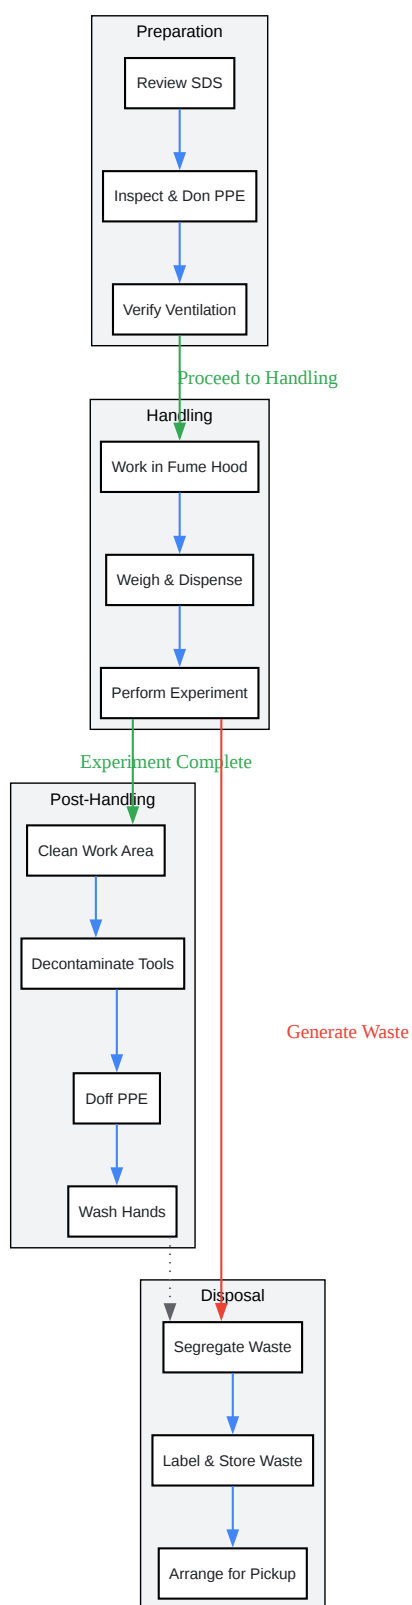 Preparation
Review SDS
Inspect & Don PPE
Verify Ventilation
Proceed to Handling
Handling
Work in Fume Hood
Weigh & Dispense
Perform Experiment
Experiment Complete
Post-Handling
Clean Work Area
Decontaminate Tools
Generate Waste
Doff PPE
Wash Hands
Disposal
Segregate Waste
Label & Store Waste
Arrange for Pickup